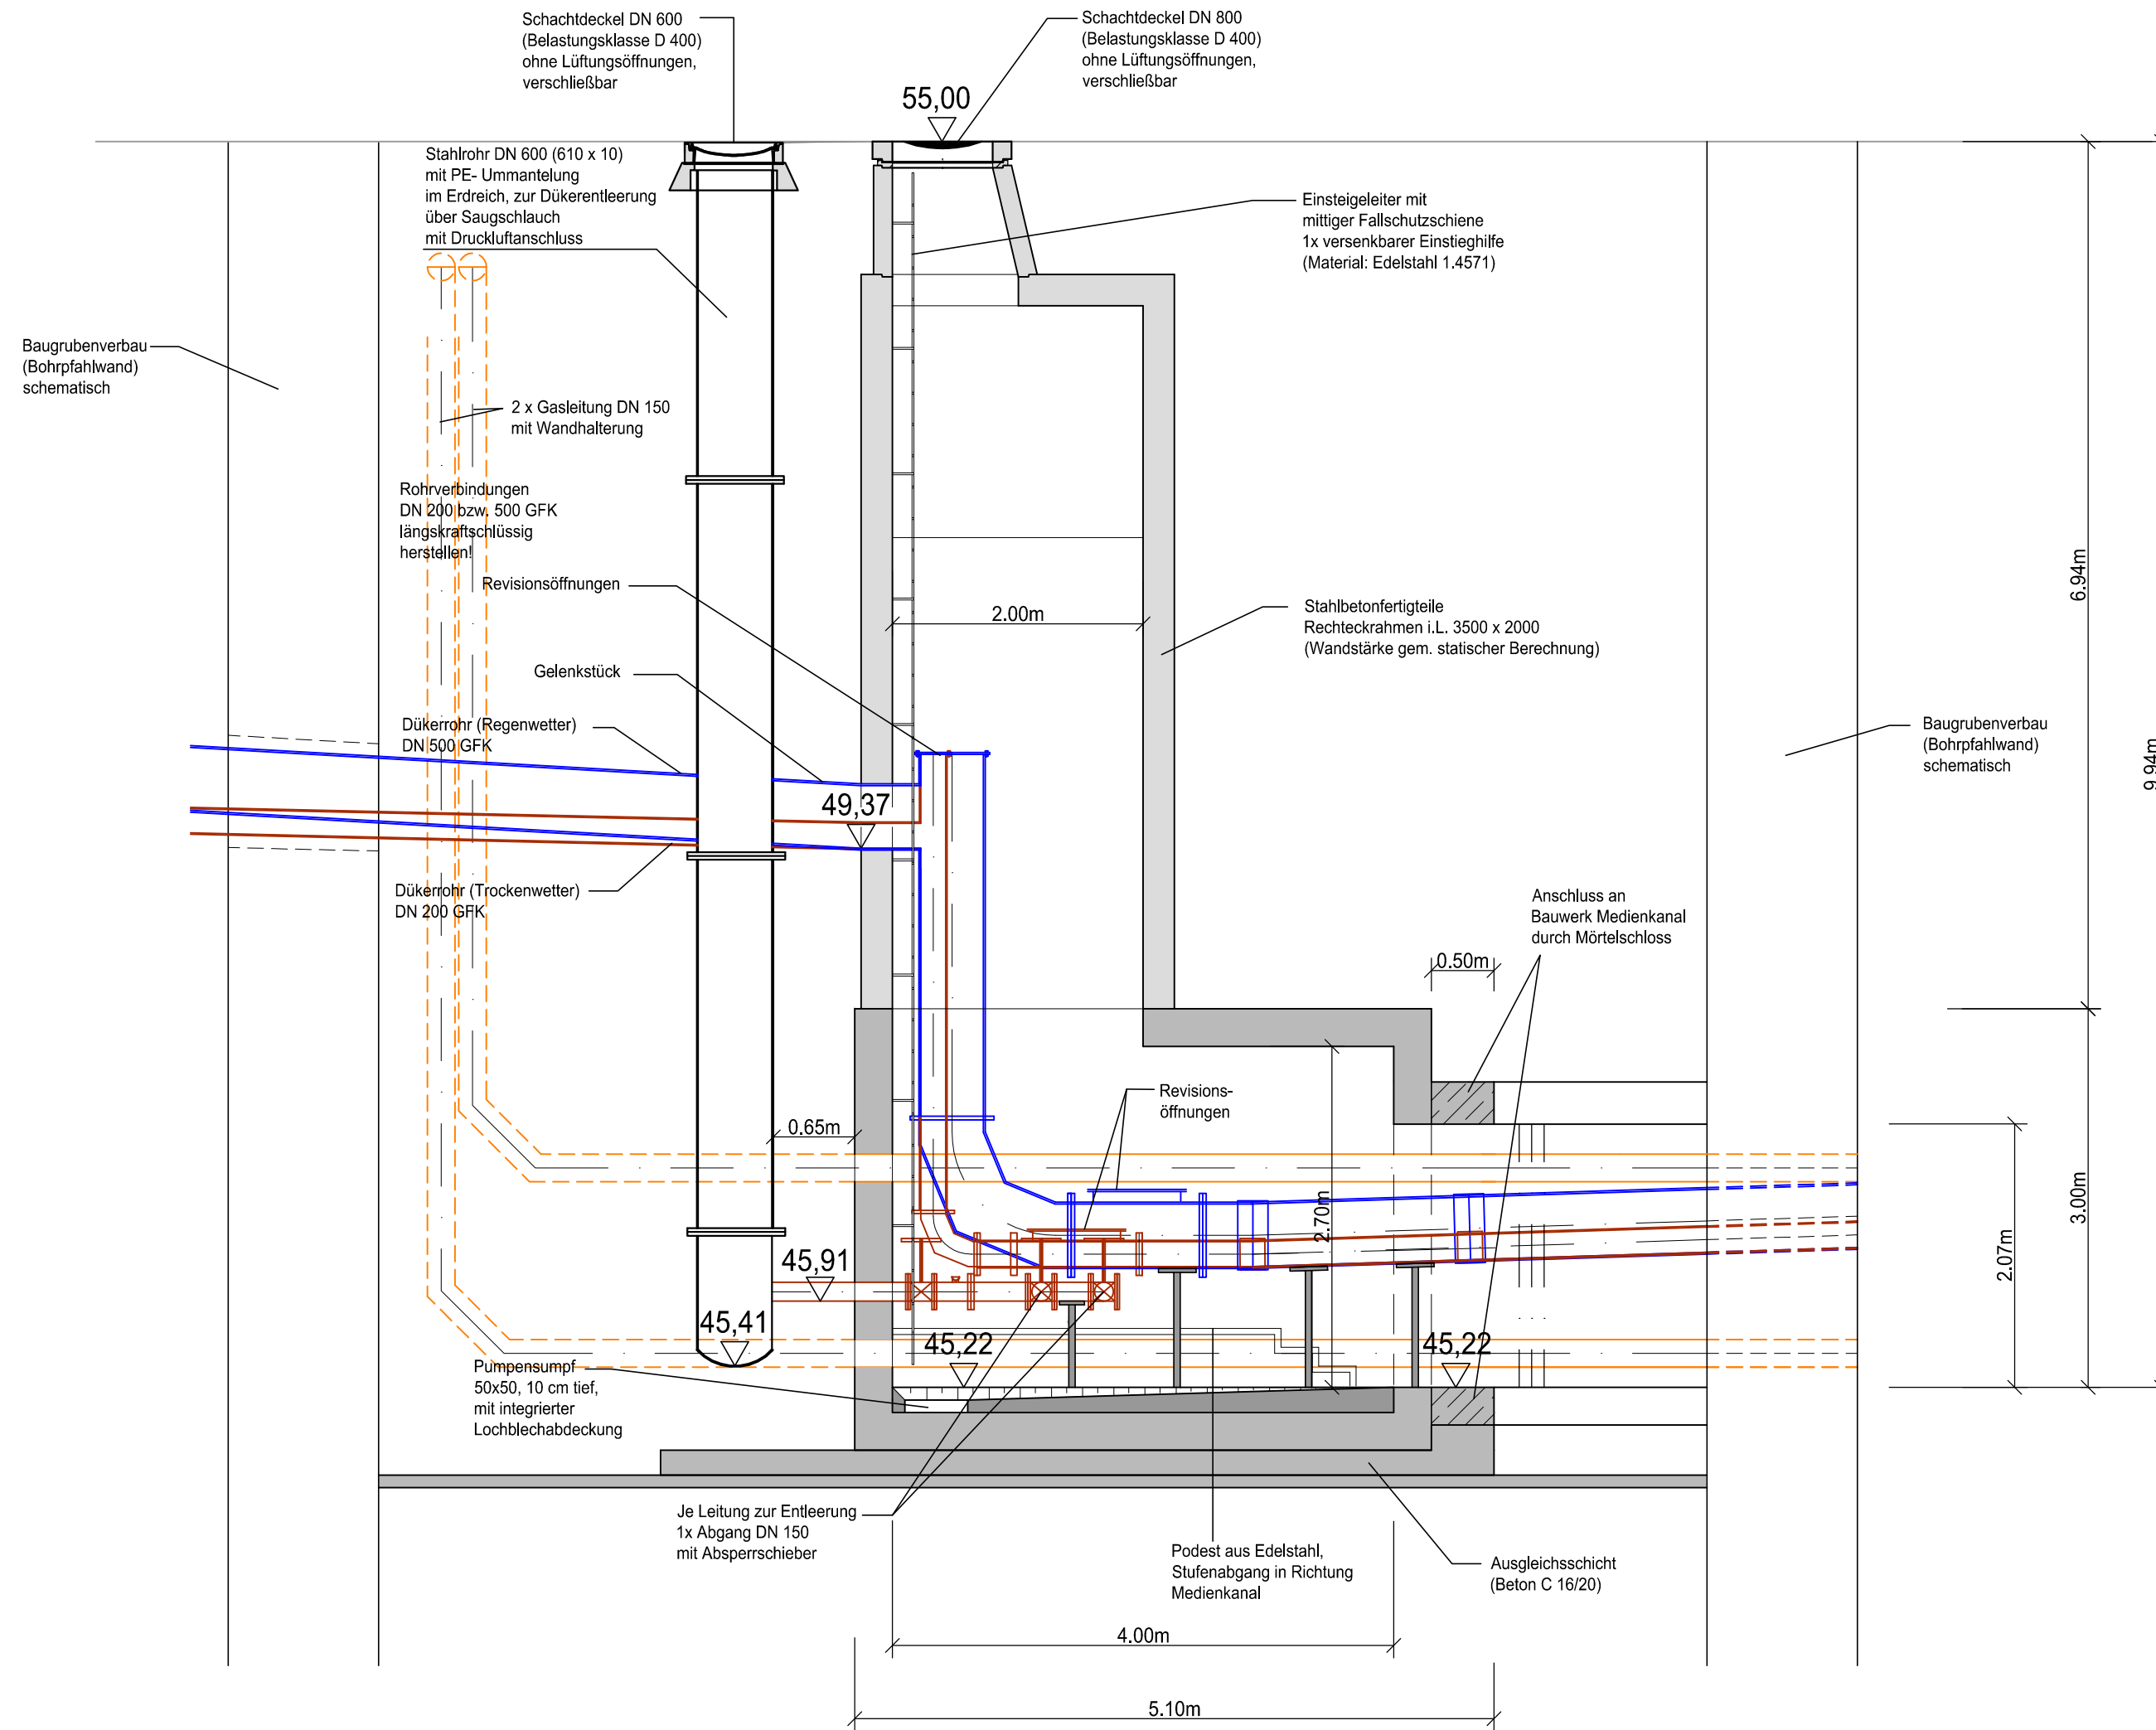 Schachtdeckel DN 600
(Belastungsklasse D 400)
ohne Lüftungsöffnungen,
verschließbar
Schachtdeckel DN 800
(Belastungsklasse D 400)
ohne Lüftungsöffnungen,
verschließbar
55,00
Stahlrohr DN 600 (610 x 10)
mit PE- Ummantelung
im Erdreich, zur Dükerentleerung
über Saugschlauch
mit Druckluftanschluss
Einsteigeleiter mit
mittiger Fallschutzschiene
1x versenkbarer Einstieghilfe
(Material: Edelstahl 1.4571)
Baugrubenverbau
(Bohrpfahlwand)
schematisch
2 x Gasleitung DN 150
mit Wandhalterung
Rohrverbindungen
DN 200 bzw. 500 GFK
längskraftschlüssig
herstellen!
Revisionsöffnungen
2.00m
Stahlbetonfertigteile
Rechteckrahmen i.L. 3500 x 2000
(Wandstärke gem. statischer Berechnung)
6.94m
Gelenkstück
Dükerrohr (Regenwetter)
DN 500 GFK
Baugrubenverbau
(Bohrpfahlwand)
schematisch
9.94m
49,37
Dükerrohr (Trockenwetter)
DN 200 GFK
Anschluss an
Bauwerk Medienkanal
durch Mörtelschloss
0.50m
Revisions-
öffnungen
0.65m
2.70m
3.00m
2.07m
45,91
45,41
45,22
45,22
Pumpensumpf
50x50, 10 cm tief,
mit integrierter
Lochblechabdeckung
Je Leitung zur Entleerung
1x Abgang DN 150
mit Absperrschieber
Podest aus Edelstahl,
Stufenabgang in Richtung
Medienkanal
Ausgleichsschicht
(Beton C 16/20)
4.00m
5.10m